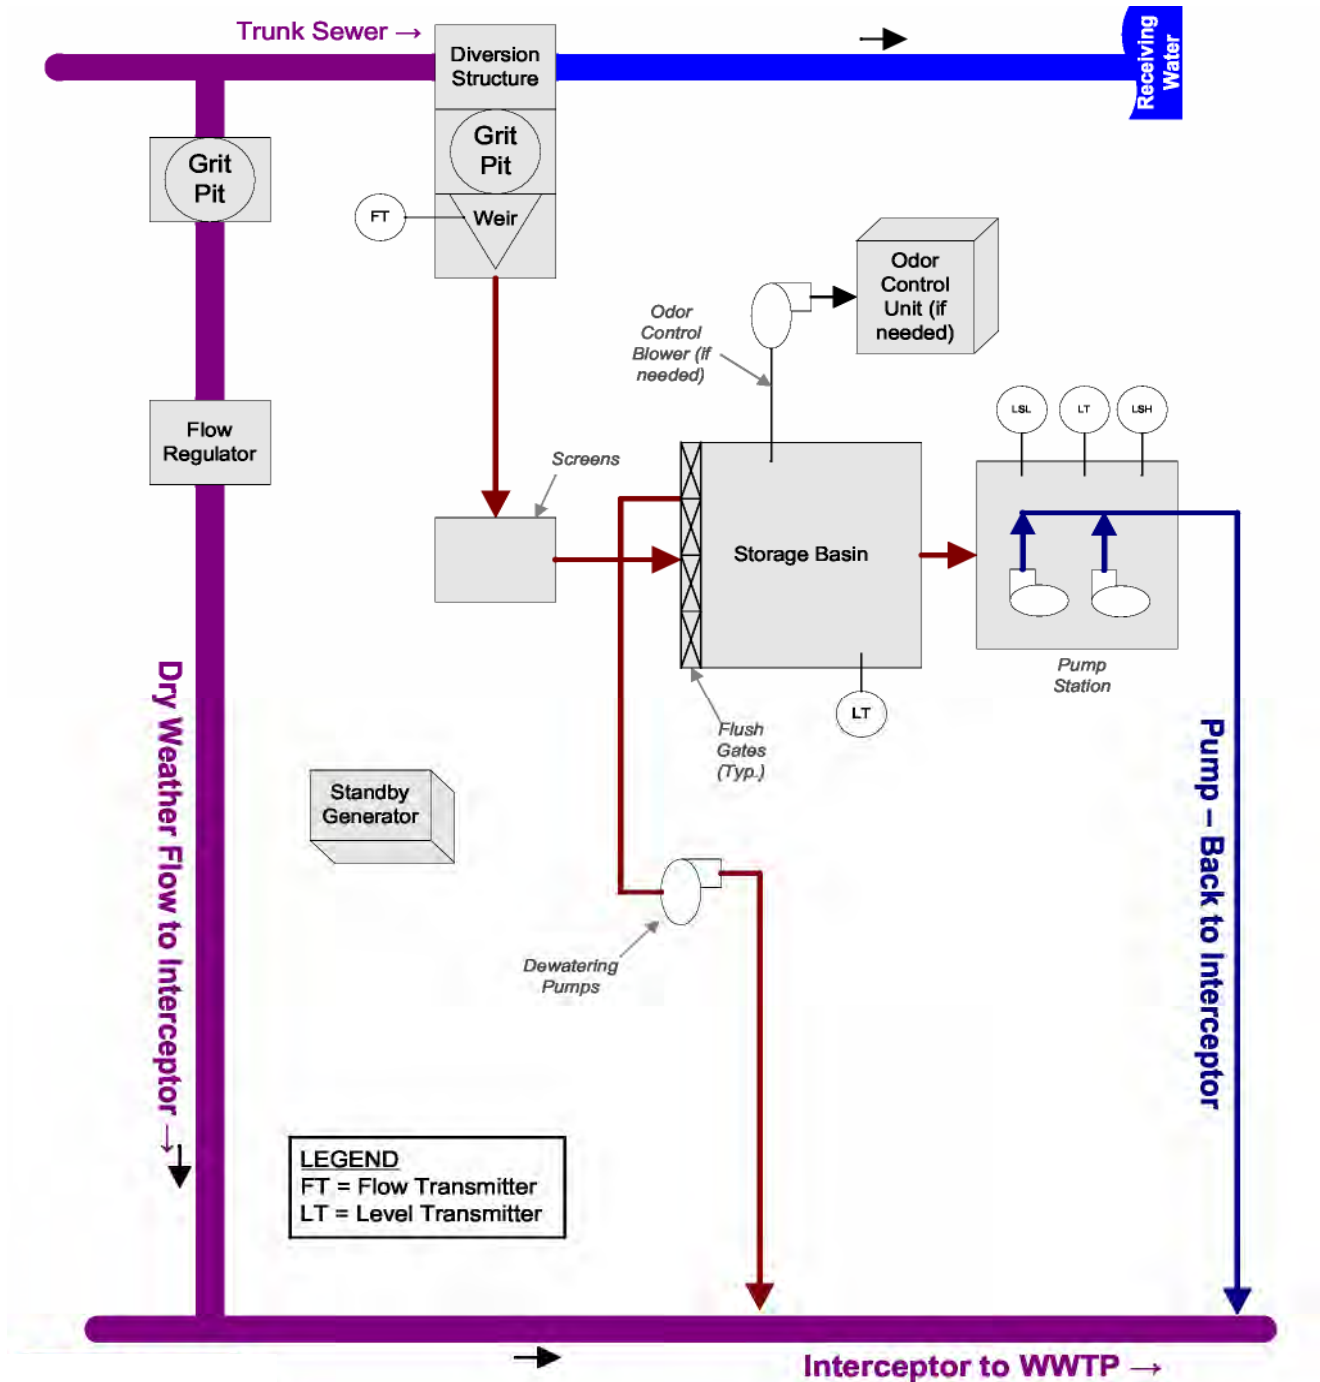 Trunk Sewer →
Diversion
Structure
Receiving
Water
Grit
Pit
Grit
Pit
FT
Weir
Odor
Control
Unit (if
needed)
Odor
Control
Blower (if
needed)
Flow
Regulator
LSL
LT
LSH
Screens
Storage Basin
Pump
Station
LT
Flush
Gates
(Typ.)
Standby
Generator
Dry Weather Flow to Interceptor →
Pump – Back to Interceptor
Dewatering
Pumps
LEGEND
FT = Flow Transmitter
LT = Level Transmitter
Interceptor to WWTP →